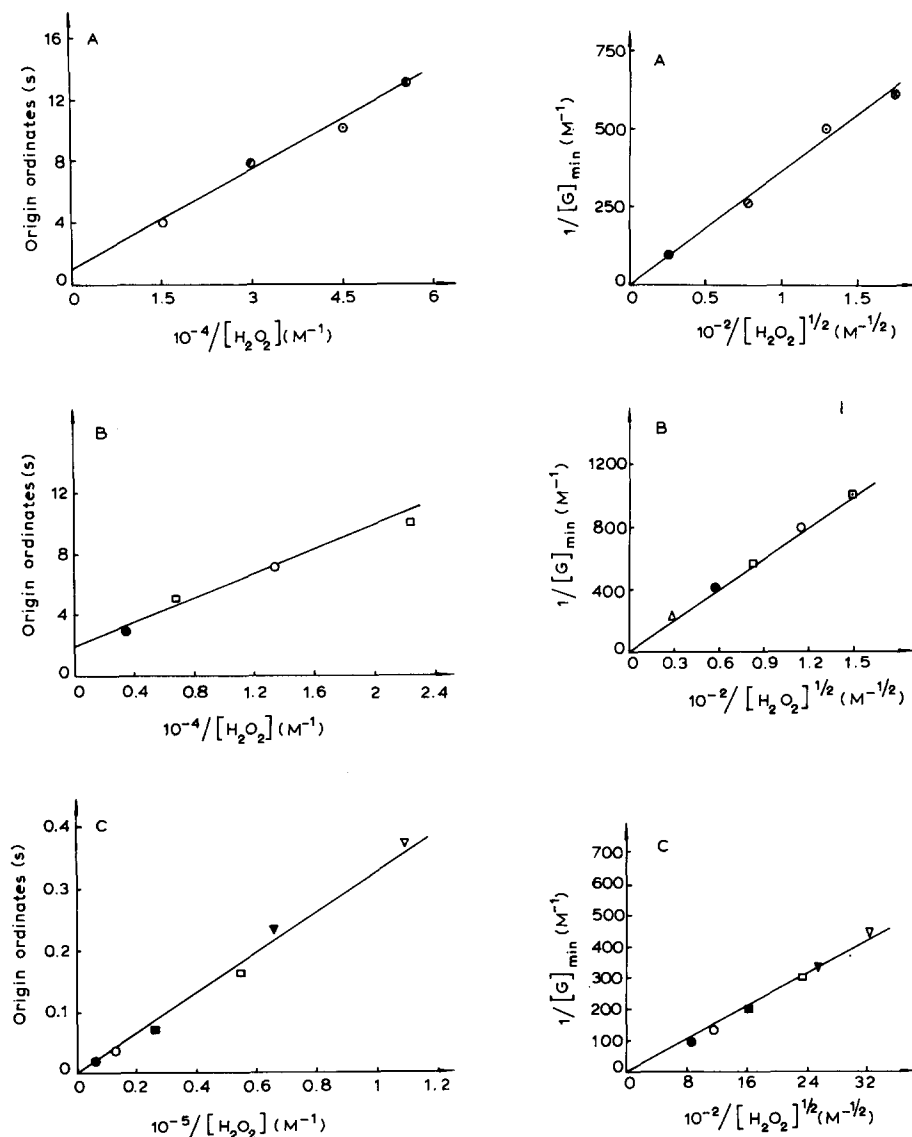 A
Origin ordinates (s)
16
12
8
4
0
0 1.5 3 4.5 6
10⁻⁴/[H₂O₂](M⁻¹)
A
1/[G]min (M⁻¹)
750
500
250
0
0 0.5 1 1.5
10⁻²/[H₂O₂]¹/²(M⁻¹/²)
B
Origin ordinates (s)
12
8
4
0
0 0.4 0.8 1.2 1.6 2 2.4
10⁻⁴/[H₂O₂](M⁻¹)
B
1/[G]min (M⁻¹)
1200
800
400
0
0 0.3 0.6 0.9 1.2 1.5
10⁻²/[H₂O₂]¹/²(M⁻¹/²)
C
Origin ordinates (s)
0.4
0.3
0.2
0.1
0
0 0.2 0.4 0.6 0.8 1 1.2
10⁻⁵/[H₂O₂](M⁻¹)
C
1/[G]min (M⁻¹)
700
600
500
400
300
200
100
0
0 8 16 24 32
10⁻²/[H₂O₂]¹/²(M⁻¹/²)